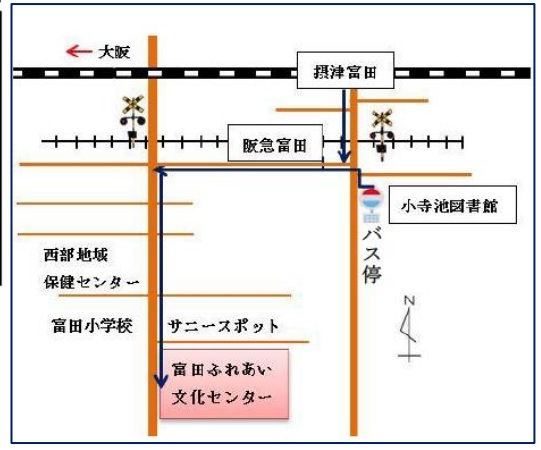 大阪
摂津富田
阪急富田
小寺池図書館
バス停
西部地域
保健センター
N
富田小学校
サニースポット
富田ふれあい
文化センター